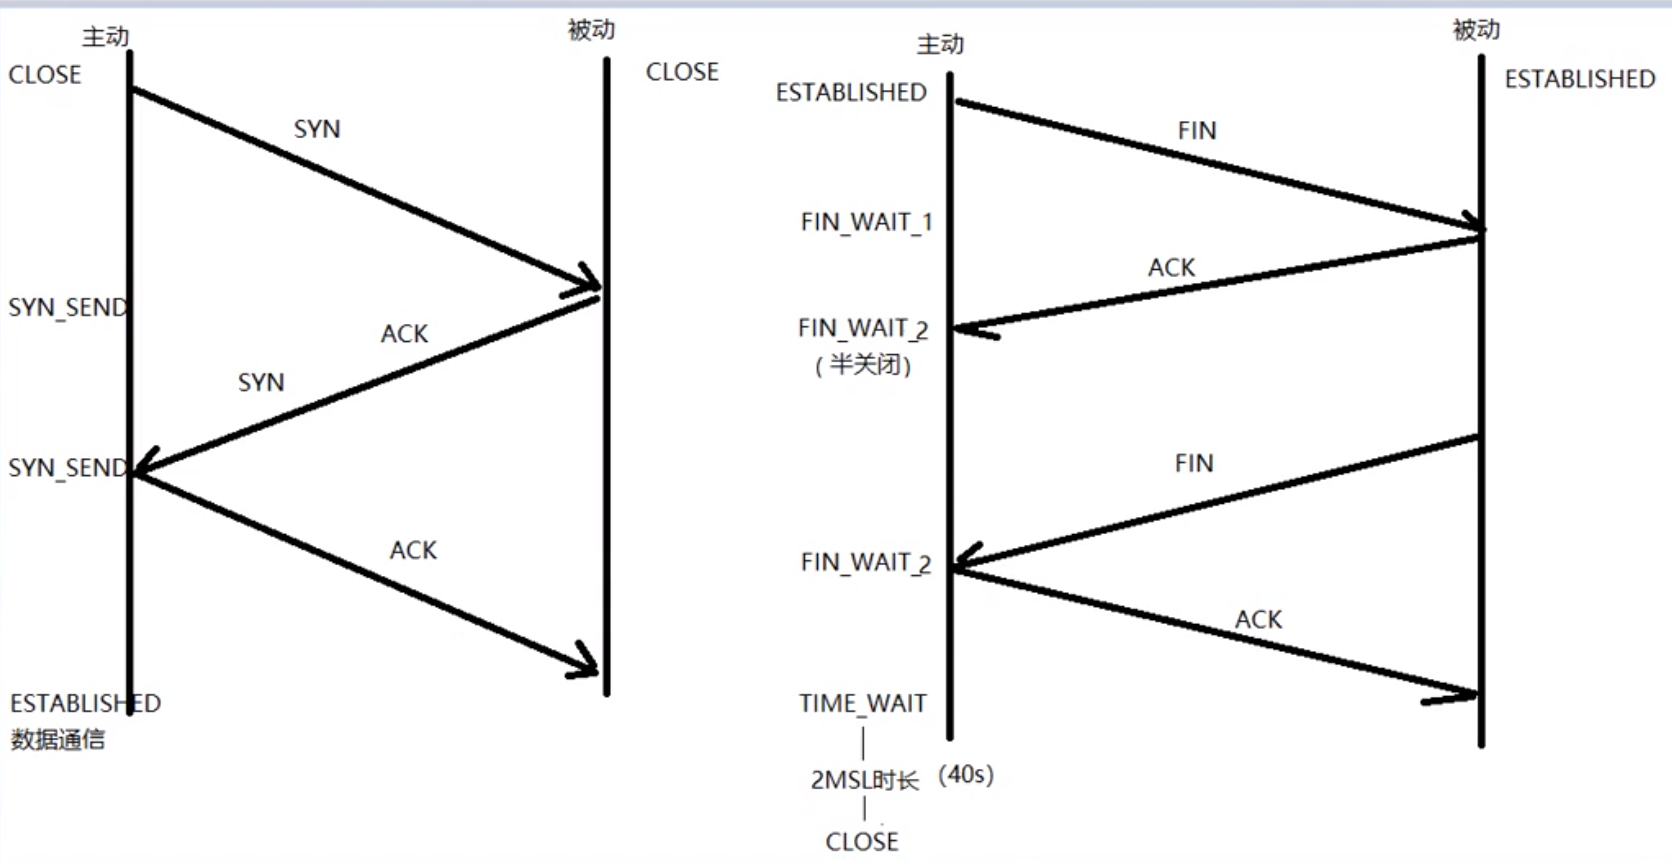 主动
被动
CLOSE
CLOSE
SYN
SYN_SEND
ACK
SYN
SYN_SEND
ACK
ESTABLISHED
数据通信
主动
被动
ESTABLISHED
ESTABLISHED
FIN
FIN_WAIT_1
ACK
FIN_WAIT_2
(半关闭)
FIN
FIN_WAIT_2
ACK
TIME_WAIT
2MSL时长 (40s)
CLOSE